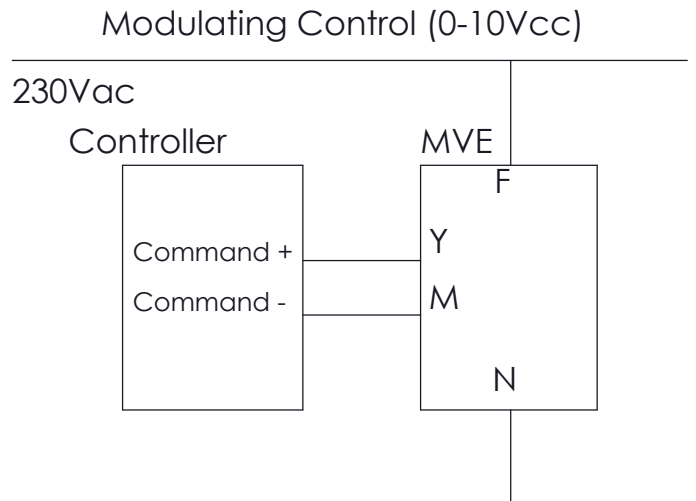 Modulating Control (0-10Vcc)
230Vac
Controller
MVE
F
Command +
Y
Command -
M
N